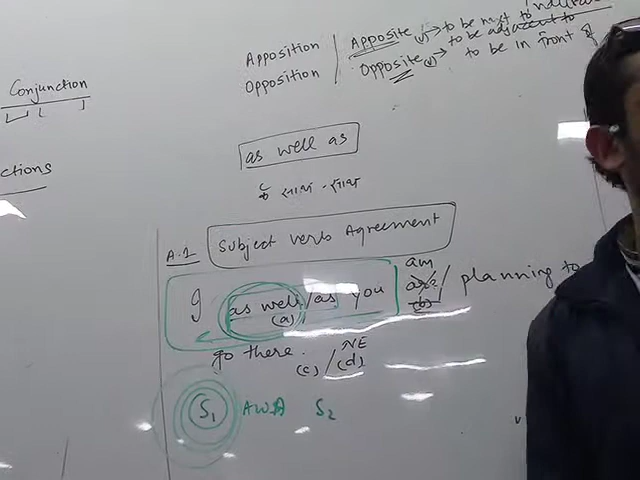 Conjunction
ctions
Apposition | Apposite (v) → to be next to
Opposition | Opposite (v) → to be adjacent to
to be in front of
as well as
A.1 Subject verb Agreement
I as well / as you am are / planning to
(a) (b)
go there. (c) / NE (d)
S1 AWA S2